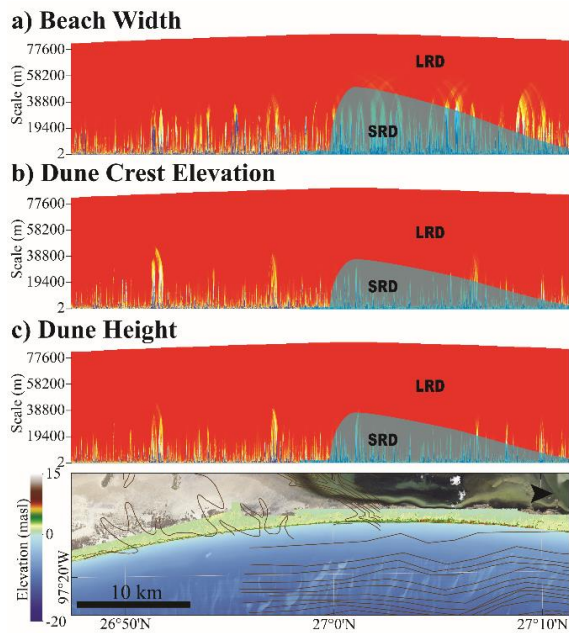 a) Beach Width
77600
58200
38800
19400
2
Scale (m)
LRD
SRD
b) Dune Crest Elevation
77600
58200
38800
19400
2
Scale (m)
LRD
SRD
c) Dune Height
77600
58200
38800
19400
2
Scale (m)
LRD
SRD
Elevation (masl)
15
0
-20
97°20'W
10 km
26°50'N
27°0'N
27°10'N